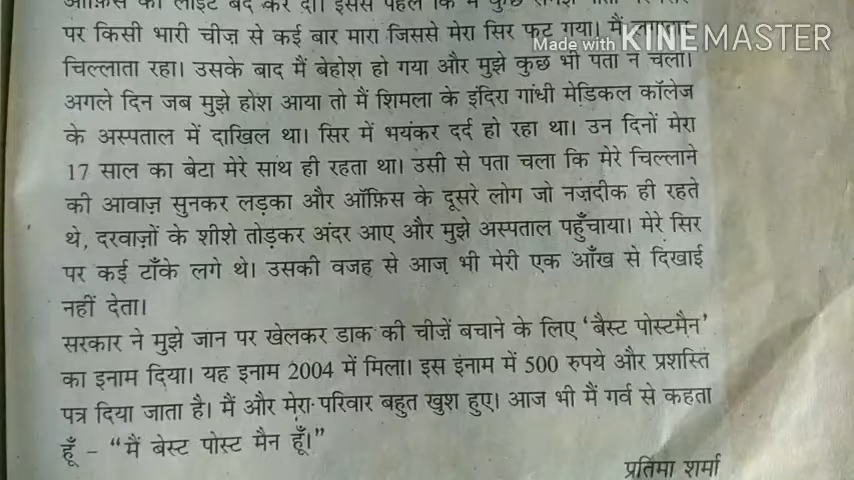 ऑफ़िस की लाइट बंद कर दी। इससे पहले कि मैं कुछ
पर किसी भारी चीज़ से कई बार मारा जिससे मेरा सिर फट गया। मैं लगातार
Made with KINEMASTER
चिल्लाता रहा। उसके बाद मैं बेहोश हो गया और मुझे कुछ भी पता न चला।
अगले दिन जब मुझे होश आया तो मैं शिमला के इंदिरा गांधी मेडिकल कॉलेज
के अस्पताल में दाखिल था। सिर में भयंकर दर्द हो रहा था। उन दिनों मेरा
17 साल का बेटा मेरे साथ ही रहता था। उसी से पता चला कि मेरे चिल्लाने
की आवाज़ सुनकर लड़का और ऑफ़िस के दूसरे लोग जो नज़दीक ही रहते
थे, दरवाज़ों के शीशे तोड़कर अंदर आए और मुझे अस्पताल पहुँचाया। मेरे सिर
पर कई टाँके लगे थे। उसकी वजह से आज भी मेरी एक आँख से दिखाई
नहीं देता।
सरकार ने मुझे जान पर खेलकर डाक की चीज़ें बचाने के लिए ‘बैस्ट पोस्टमैन’
का इनाम दिया। यह इनाम 2004 में मिला। इस इंनाम में 500 रुपये और प्रशस्ति
पत्र दिया जाता है। मैं और मेरा परिवार बहुत खुश हुए। आज भी मैं गर्व से कहता
हूँ – “मैं बेस्ट पोस्ट मैन हूँ।”
प्रतिमा शर्मा